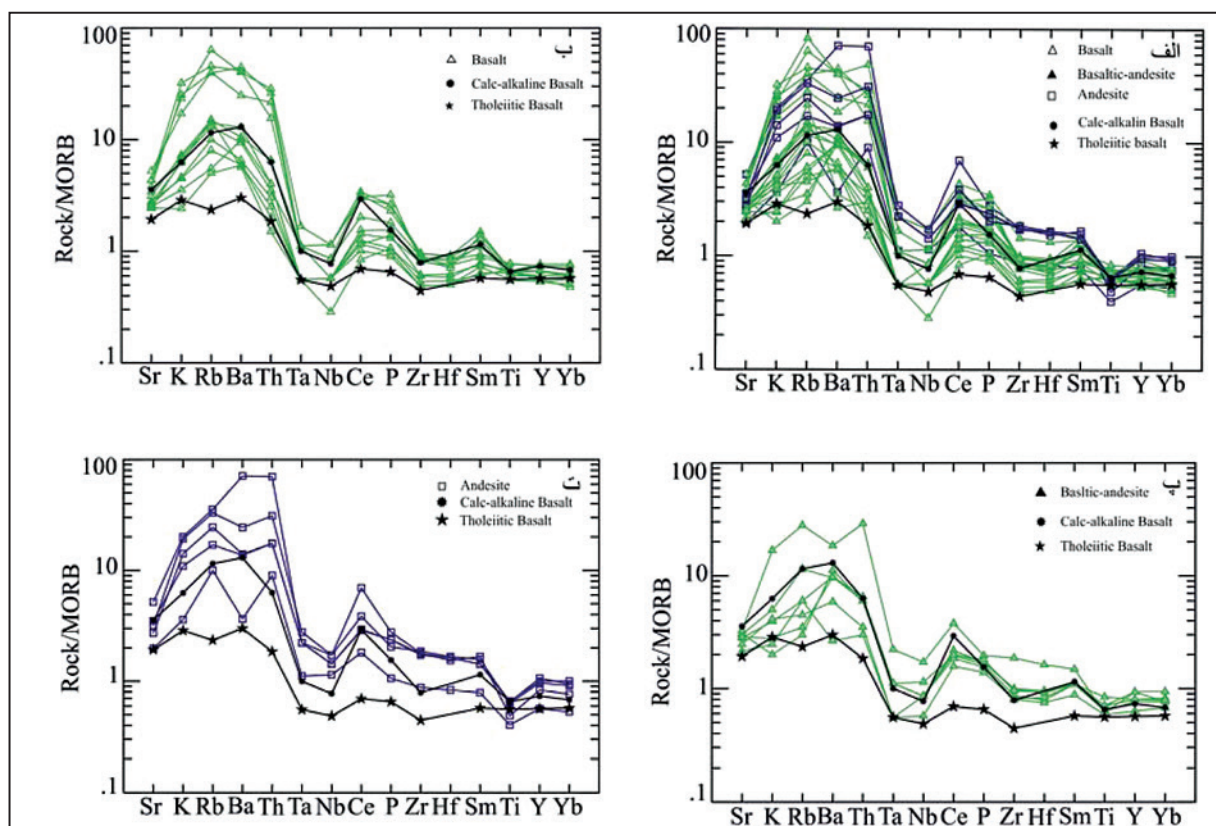 Rock/MORB
100
10
1
.1
Basalt
Calc-alkaline Basalt
Tholeiitic Basalt
Sr K Rb Ba Th Ta Nb Ce P Zr Hf Sm Ti Y Yb
الف
Rock/MORB
100
10
1
.1
Basalt
Basaltic-andesite
Andesite
Calc-alkalin Basalt
Tholeiitic basalt
Sr K Rb Ba Th Ta Nb Ce P Zr Hf Sm Ti Y Yb
Rock/MORB
100
10
1
.1
Andesite
Calc-alkaline Basalt
Tholeiitic Basalt
Sr K Rb Ba Th Ta Nb Ce P Zr Hf Sm Ti Y Yb
Rock/MORB
100
10
1
.1
Basltic-andesite
Calc-alkaline Basalt
Tholeiitic Basalt
Sr K Rb Ba Th Ta Nb Ce P Zr Hf Sm Ti Y Yb